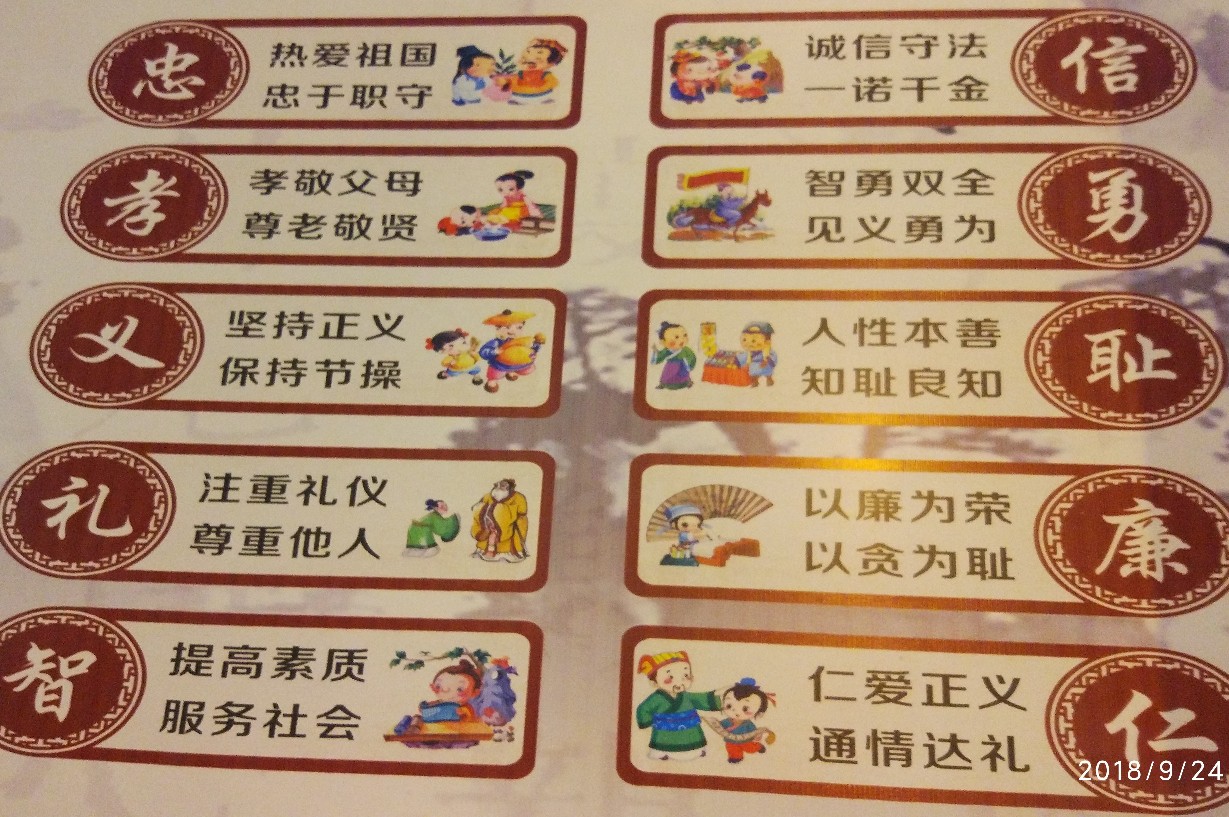 忠
热爱祖国
忠于职守
孝
孝敬父母
尊老敬贤
义
坚持正义
保持节操
礼
注重礼仪
尊重他人
智
提高素质
服务社会
诚信守法
一诺千金
信
智勇双全
见义勇为
勇
人性本善
知耻良知
耻
以廉为荣
以贪为耻
廉
仁爱正义
通情达礼
仁
2018/9/24